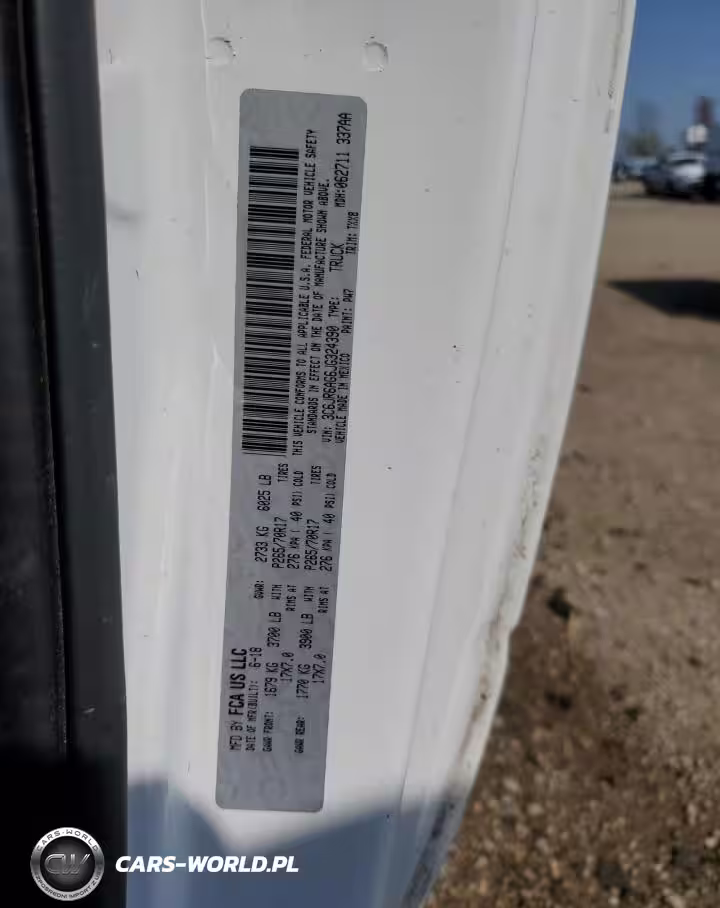 MFD BY FCA US LLC
DATE OF MFR(BUILT): 6-18
GVWR: 2733 KG 6025 LB
GAWR FRONT: 1679 KG 3700 LB WITH P265/70R17 TIRES
17X7.0 RIMS AT 276 KPA ( 40 PSI) COLD
GAWR REAR: 1770 KG 3900 LB WITH P265/70R17 TIRES
17X7.0 RIMS AT 276 KPA ( 40 PSI) COLD
THIS VEHICLE CONFORMS TO ALL APPLICABLE U.S.A. FEDERAL MOTOR VEHICLE SAFETY
STANDARDS IN EFFECT ON THE DATE OF MANUFACTURE SHOWN ABOVE.
VIN: 3C6JR6AG6JG324390 TYPE: TRUCK MDH:062711 337AA
VEHICLE MADE IN MEXICO PAINT: PW7 TRIM: TXX8
CARS-WORLD
CW
CARS-WORLD.PL